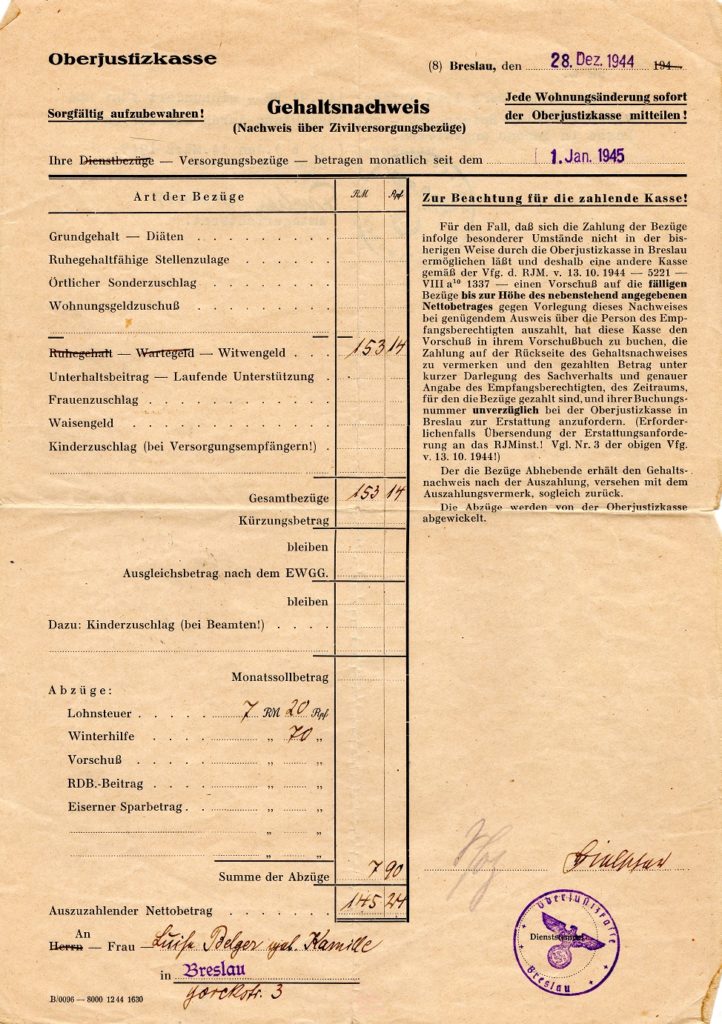 Oberjustizkasse
(8) Breslau, den 28. Dez. 1944 194
Sorgfältig aufzubewahren!
Gehaltsnachweis
(Nachweis über Zivilversorgungsbezüge)
Jede Wohnungsänderung sofort
der Oberjustizkasse mitteilen!
Ihre Dienstbezüge — Versorgungsbezüge — betragen monatlich seit dem 1. Jan. 1945
Art der Bezüge RM Rpf
Grundgehalt — Diäten
Ruhegehaltfähige Stellenzulage
Örtlicher Sonderzuschlag
Wohnungsgeldzuschuß
Ruhegehalt — Wartegeld — Witwengeld 153 14
Unterhaltsbeitrag — Laufende Unterstützung
Frauenzuschlag
Waisengeld
Kinderzuschlag (bei Versorgungsempfängern!)
Gesamtbezüge 153 14
Kürzungsbetrag
bleiben
Ausgleichsbetrag nach dem EWGG.
bleiben
Dazu: Kinderzuschlag (bei Beamten!)
Monatssollbetrag
Abzüge:
Lohnsteuer 7 RM 20 Rpf
Winterhilfe „ 70 „
Vorschuß „ „
RDB.-Beitrag „ „
Eiserner Sparbetrag „ „
„ „
„ „
Summe der Abzüge 7 90
Auszuzahlender Nettobetrag 145 24
An
Herrn — Frau Luise Belger geb. Kamille
in Breslau
Yorckstr. 3
B/0096 — 8000 12 44 1630
Zur Beachtung für die zahlende Kasse!
Für den Fall, daß sich die Zahlung der Bezüge
infolge besonderer Umstände nicht in der bis-
herigen Weise durch die Oberjustizkasse in Breslau
ermöglichen läßt und deshalb eine andere Kasse
gemäß der Vfg. d. RJM. v. 13. 10. 1944 — 5221 —
VIII a¹⁰ 1337 — einen Vorschuß auf die fälligen
Bezüge bis zur Höhe des nebenstehend angegebenen
Nettobetrages gegen Vorlegung dieses Nachweises
bei genügendem Ausweis über die Person des Emp-
fangsberechtigten auszahlt, hat diese Kasse den
Vorschuß in ihrem Vorschußbuch zu buchen, die
Zahlung auf der Rückseite des Gehaltsnachweises
zu vermerken und den gezahlten Betrag unter
kurzer Darlegung des Sachverhalts und genauer
Angabe des Empfangsberechtigten, des Zeitraums,
für den die Bezüge gezahlt sind, und ihrer Buchungs-
nummer unverzüglich bei der Oberjustizkasse in
Breslau zur Erstattung anzufordern. (Erforder-
lichenfalls Übersendung der Erstattungsanforde-
rung an das RJMinst.! Vgl. Nr. 3 der obigen Vfg.
v. 13. 10. 1944!)
Der die Bezüge Abhebende erhält den Gehalts-
nachweis nach der Auszahlung, versehen mit dem
Auszahlungsvermerk, sogleich zurück.
Die Abzüge werden von der Oberjustizkasse
abgewickelt.
Oberjustizkasse
Dienststempel
Breslau